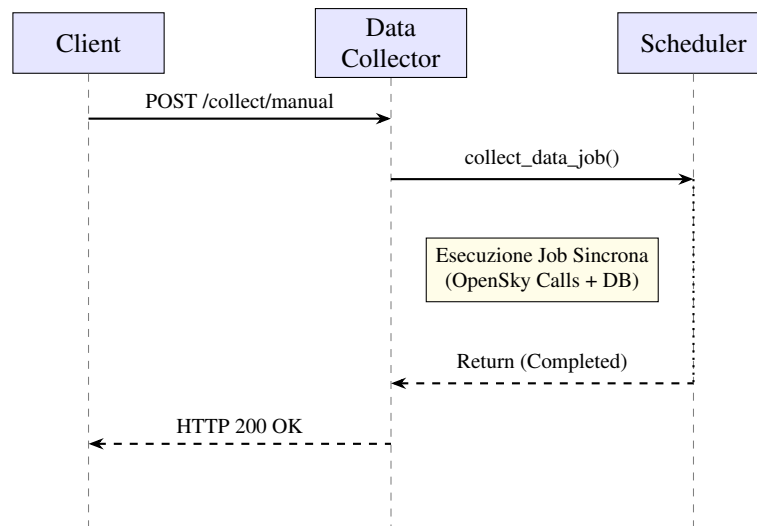 Client
Data
Collector
Scheduler
POST /collect/manual
collect_data_job()
Esecuzione Job Sincrona
(OpenSky Calls + DB)
Return (Completed)
HTTP 200 OK